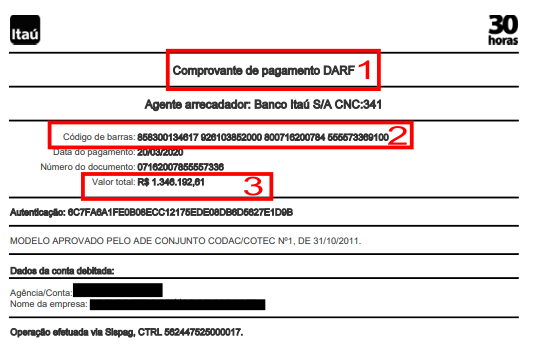 Itaú
30
horas
Comprovante de pagamento DARF 1
Agente arrecadador: Banco Itaú S/A CNC:341
Código de barras: 858300134617 926103852000 800716200784 555573369100 2
Data do pagamento: 20/03/2020
Número do documento: 07162007855557336
Valor total: R$ 1.346.192,61 3
Autenticação: 6C7FA6A1FE0B08ECC12175EDE08DB6D5627E1D9B
MODELO APROVADO PELO ADE CONJUNTO CODAC/COTEC Nº1, DE 31/10/2011.
Dados da conta debitada:
Agência/Conta:
Nome da empresa:
Operação efetuada via Sispag, CTRL 562447525000017.